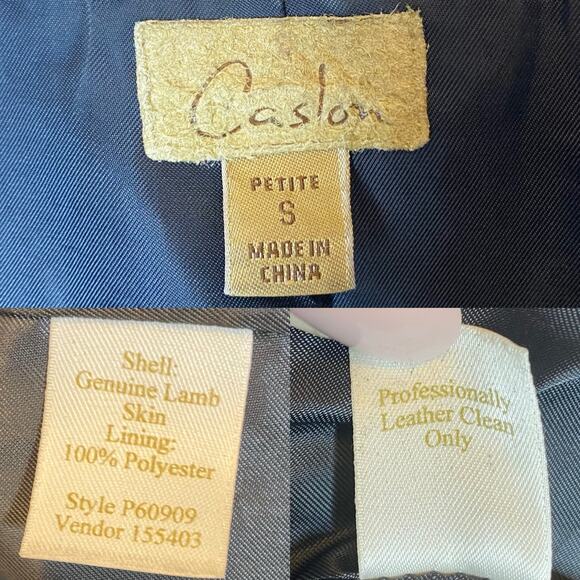 Caslon
PETITE
S
MADE IN
CHINA
Shell:
Genuine Lamb
Skin
Lining:
100% Polyester
Style P60909
Vendor 155403
Professionally
Leather Clean
Only